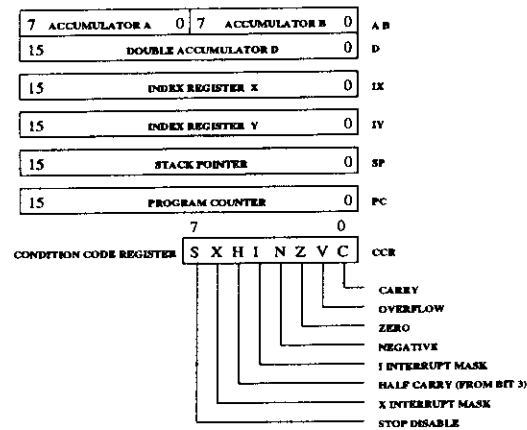 7 ACCUMULATOR A 0 7 ACCUMULATOR B 0 A B
15 DOUBLE ACCUMULATOR D 0 D
15 INDEX REGISTER X 0 IX
15 INDEX REGISTER Y 0 IY
15 STACK POINTER 0 SP
15 PROGRAM COUNTER 0 PC
7 0
CONDITION CODE REGISTER S X H I N Z V C CCR
CARRY
OVERFLOW
ZERO
NEGATIVE
I INTERRUPT MASK
HALF CARRY (FROM BIT 3)
X INTERRUPT MASK
STOP DISABLE